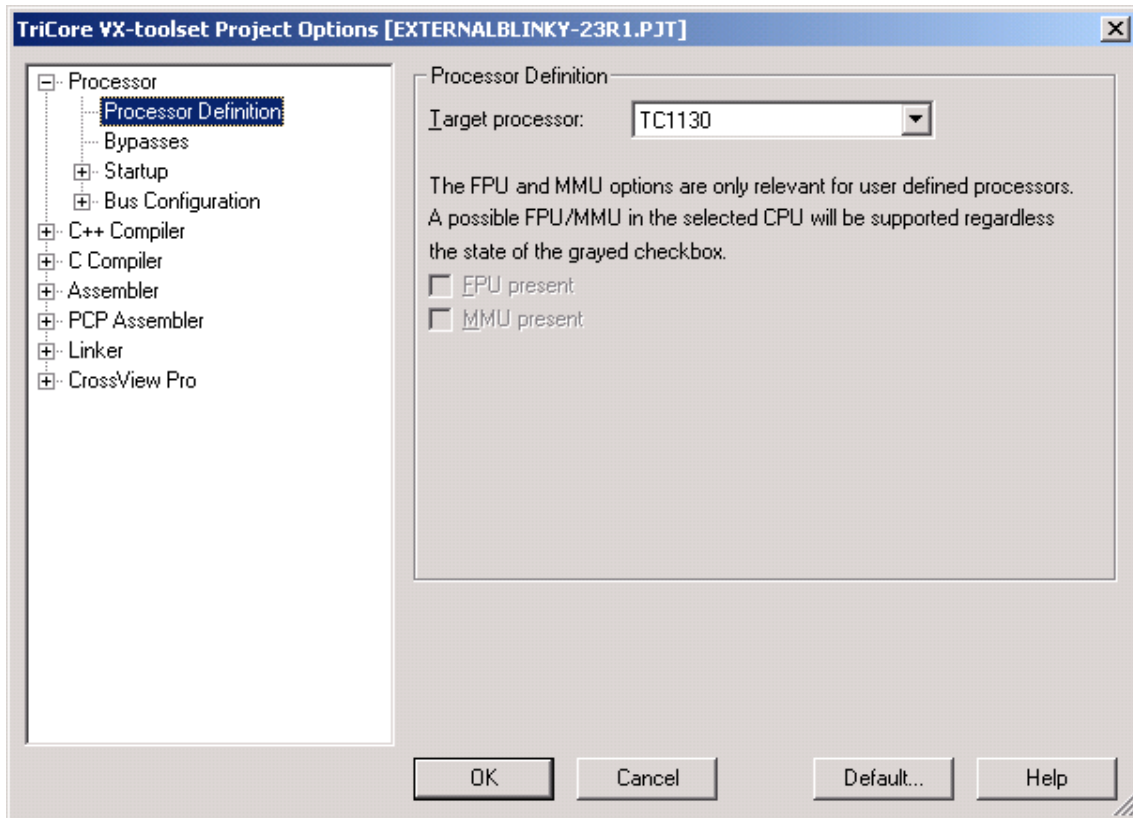 TriCore VX-toolset Project Options [EXTERNALBLINKY-23R1.PJT]
Processor
Processor Definition
Bypasses
Startup
Bus Configuration
C++ Compiler
C Compiler
Assembler
PCP Assembler
Linker
CrossView Pro
Processor Definition
Target processor: TC1130
The FPU and MMU options are only relevant for user defined processors.
A possible FPU/MMU in the selected CPU will be supported regardless
the state of the grayed checkbox.
FPU present
MMU present
OK Cancel Default... Help